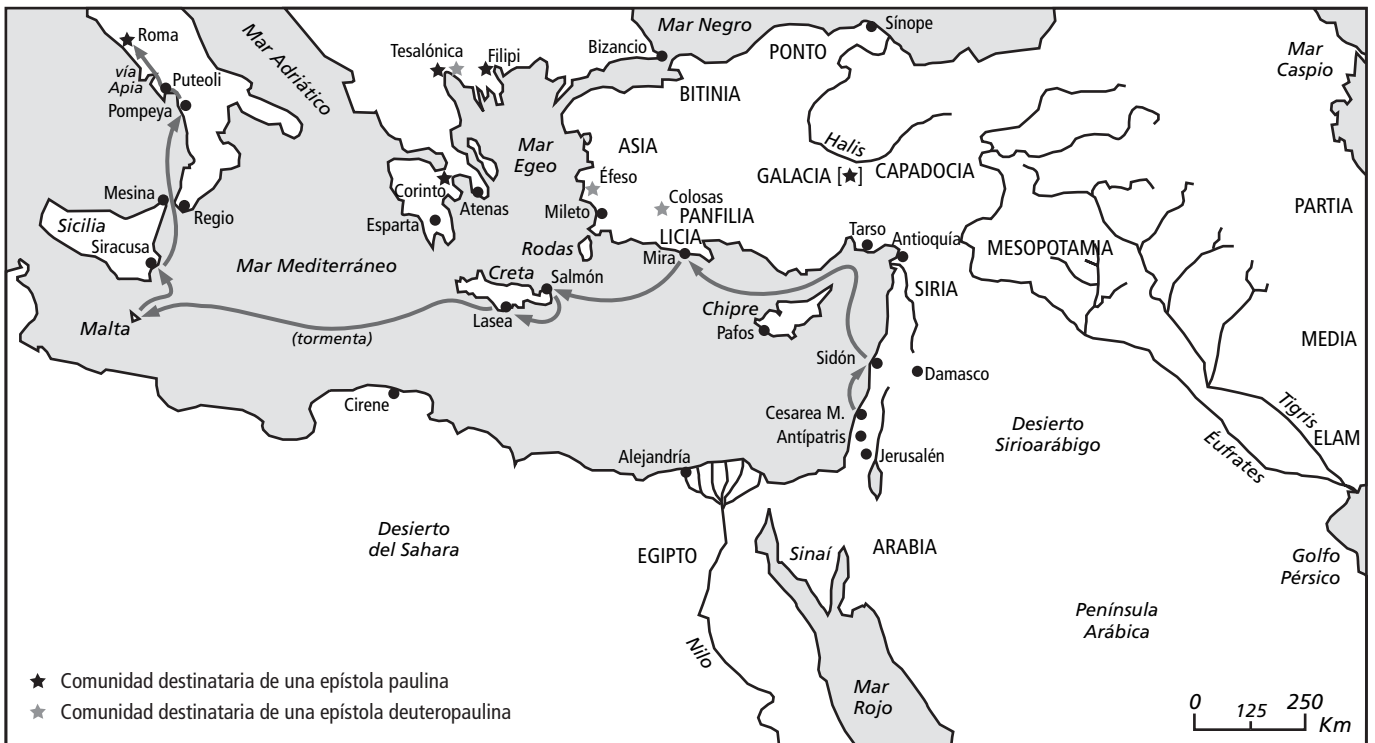 Roma
Mar Adriático
Tesalónica
Filipi
Bizancio
Mar Negro
Sínope
PONTO
Mar
Caspio
vía
Apia
Puteoli
Pompeya
BITINIA
Mar
Egeo
ASIA
Halis
GALACIA [★]
CAPADOCIA
Éfeso
Colosas
Corinto
Atenas
Mileto
PANFILIA
PARTIA
Mesina
Regio
Esparta
Sicilia
Siracusa
Rodas
LICIA
Mira
Tarso
Antioquía
MESOPOTAMIA
Mar Mediterráneo
Creta
Salmón
SIRIA
Malta
Lasea
Chipre
Pafos
(tormenta)
MEDIA
Sidón
Damasco
Cirene
Cesarea M.
Antípatris
Jerusalén
Desierto
Sirioarábigo
Tigris
Éufrates
ELAM
Alejandría
Desierto
del Sahara
EGIPTO
Sinaí
ARABIA
Golfo
Pérsico
Península
Arábica
Nilo
Mar
Rojo
★ Comunidad destinataria de una epístola paulina
★ Comunidad destinataria de una epístola deuteropaulina
0 125 250
Km